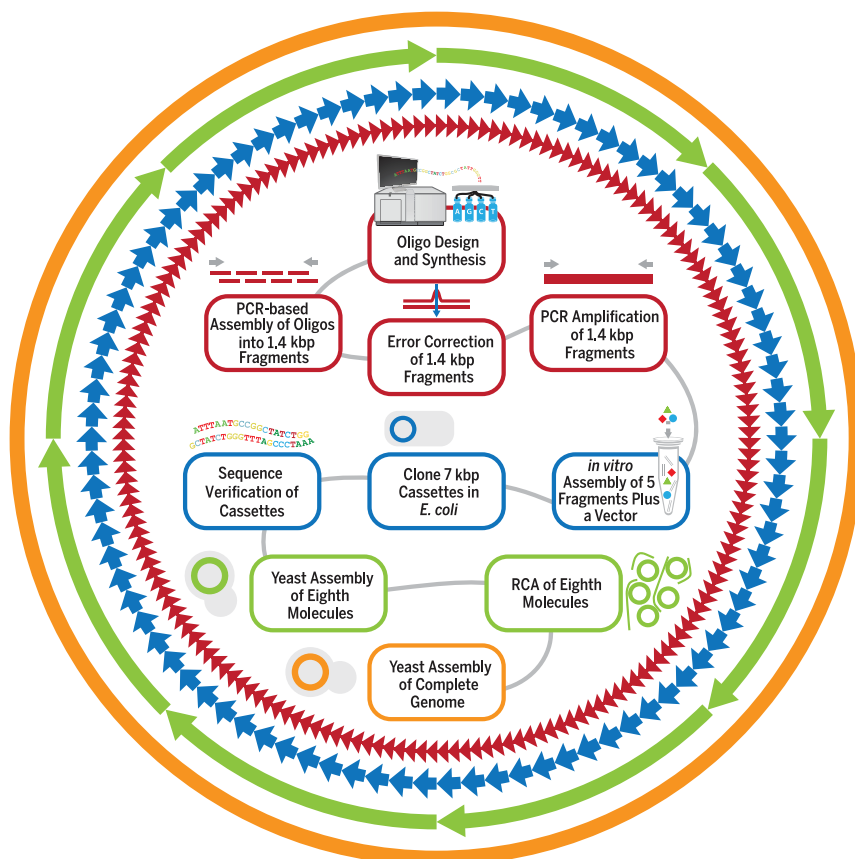 A G C T
Oligo Design
and Synthesis
PCR-based
Assembly of Oligos
into 1.4 kbp
Fragments
Error Correction
of 1.4 kbp
Fragments
PCR Amplification
of 1.4 kbp
Fragments
ATTTAATGCCGGCTATCTGG
GCTATCTGGGTTTAGCCCTAAA
Sequence
Verification of
Cassettes
Clone 7 kbp
Cassettes in
E. coli
in vitro
Assembly of 5
Fragments Plus
a Vector
Yeast Assembly
of Eighth
Molecules
RCA of Eighth
Molecules
Yeast Assembly
of Complete
Genome